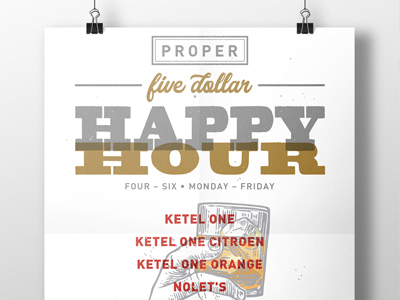 PROPER
five dollar
HAPPY
HOUR
FOUR – SIX • MONDAY – FRIDAY
KETEL ONE
KETEL ONE CITROEN
KETEL ONE ORANGE
NOLET'S